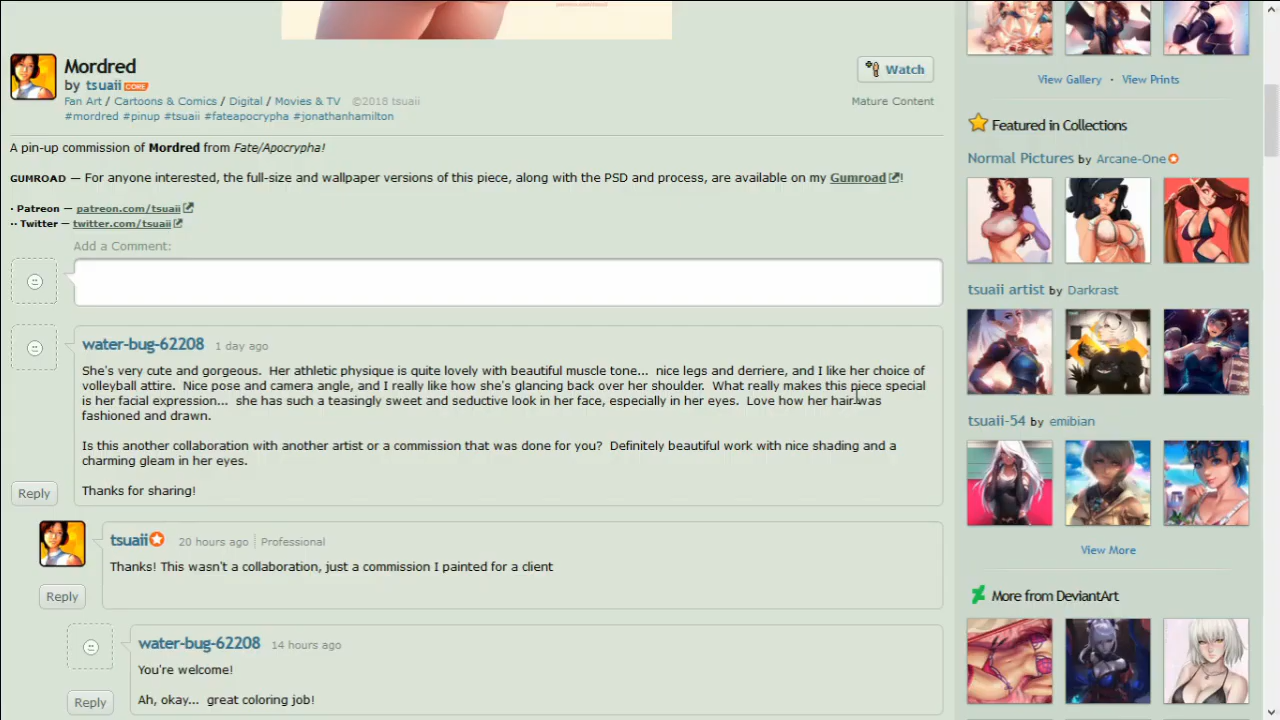 Mordred
by tsuaii CORE
Watch
Fan Art / Cartoons & Comics / Digital / Movies & TV ©2018 tsuaii
Mature Content
#mordred #pinup #tsuaii #fateapocrypha #jonathanhamilton
A pin-up commission of Mordred from Fate/Apocrypha!
GUMROAD — For anyone interested, the full-size and wallpaper versions of this piece, along with the PSD and process, are available on my Gumroad!
· Patreon — patreon.com/tsuaii
·· Twitter — twitter.com/tsuaii
Add a Comment:
water-bug-62208 1 day ago
She's very cute and gorgeous. Her athletic physique is quite lovely with beautiful muscle tone... nice legs and derriere, and I like her choice of
volleyball attire. Nice pose and camera angle, and I really like how she's glancing back over her shoulder. What really makes this piece special
is her facial expression... she has such a teasingly sweet and seductive look in her face, especially in her eyes. Love how her hair was
fashioned and drawn.
Is this another collaboration with another artist or a commission that was done for you? Definitely beautiful work with nice shading and a
charming gleam in her eyes.
Thanks for sharing!
Reply
tsuaii 20 hours ago | Professional
Thanks! This wasn't a collaboration, just a commission I painted for a client
Reply
water-bug-62208 14 hours ago
You're welcome!
Ah, okay... great coloring job!
Reply
View Gallery · View Prints
Featured in Collections
Normal Pictures by Arcane-One
tsuaii artist by Darkrast
tsuaii-54 by emibian
View More
More from DeviantArt